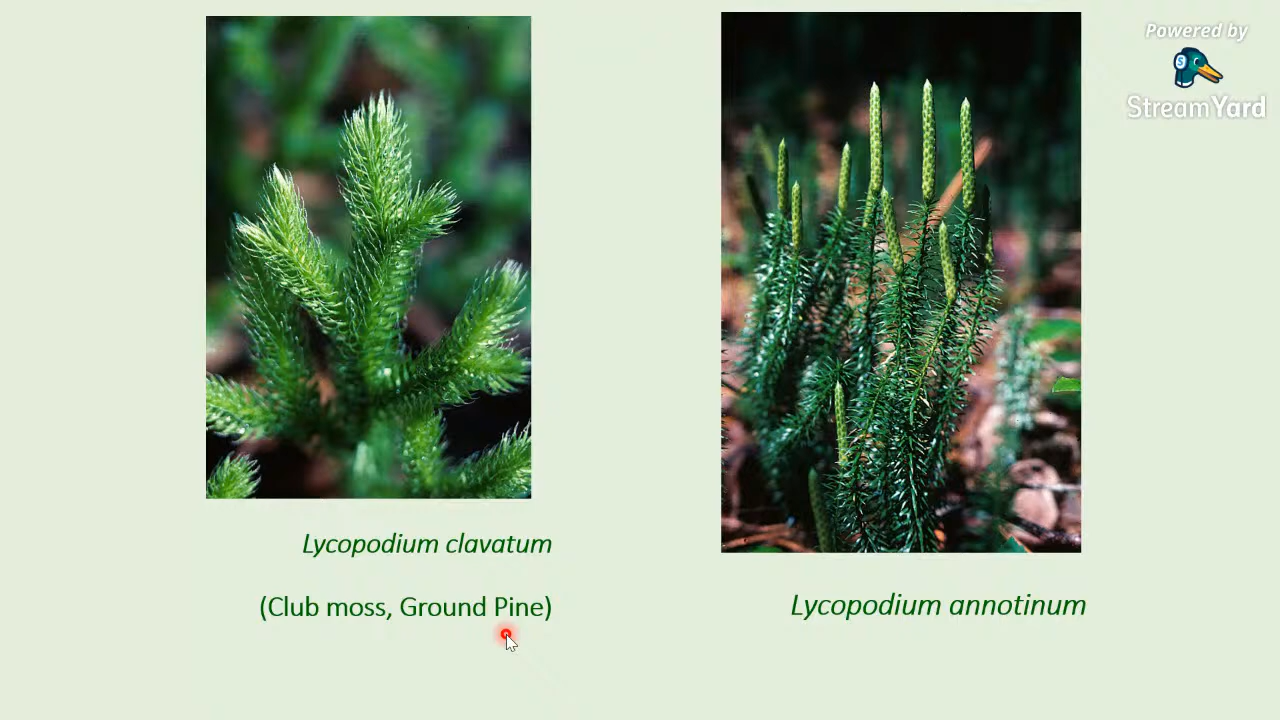 Powered by
StreamYard
Lycopodium clavatum
(Club moss, Ground Pine)
Lycopodium annotinum